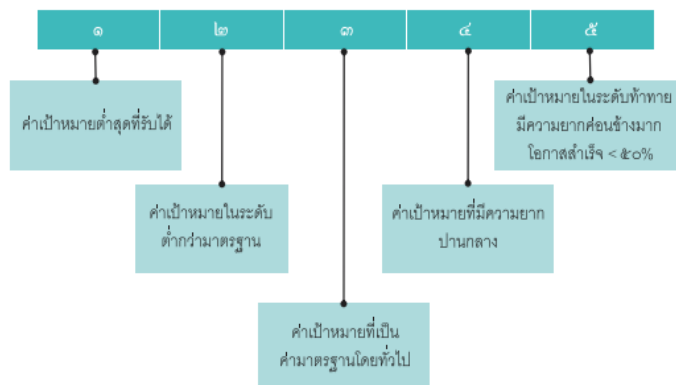 ๑ ๒ ๓ ๔ ๕
ค่าเป้าหมายต่ำสุดที่รับได้
ค่าเป้าหมายในระดับ
ต่ำกว่ามาตรฐาน
ค่าเป้าหมายที่เป็น
ค่ามาตรฐานโดยทั่วไป
ค่าเป้าหมายที่มีความยาก
ปานกลาง
ค่าเป้าหมายในระดับท้าทาย
มีความยากค่อนข้างมาก
โอกาสสำเร็จ < ๕๐%